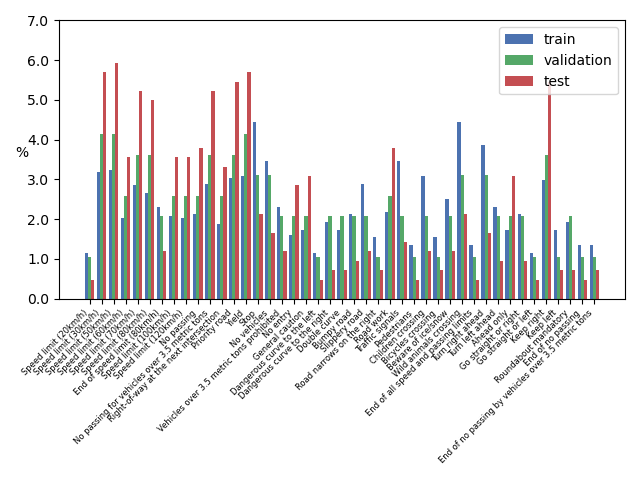 7.0
6.0
5.0
4.0
3.0
2.0
1.0
0.0
%
train
validation
test
Speed limit (20km/h)
Speed limit (30km/h)
Speed limit (50km/h)
Speed limit (60km/h)
Speed limit (70km/h)
Speed limit (80km/h)
End of speed limit (80km/h)
Speed limit (100km/h)
Speed limit (120km/h)
No passing
No passing for vehicles over 3.5 metric tons
Right-of-way at the next intersection
Priority road
Yield
Stop
No vehicles
Vehicles over 3.5 metric tons prohibited
No entry
General caution
Dangerous curve to the left
Dangerous curve to the right
Double curve
Bumpy road
Slippery road
Road narrows on the right
Road work
Traffic signals
Pedestrians
Children crossing
Bicycles crossing
Beware of ice/snow
Wild animals crossing
End of all speed and passing limits
Turn right ahead
Turn left ahead
Ahead only
Go straight or right
Go straight or left
Keep right
Keep left
Roundabout mandatory
End of no passing
End of no passing by vehicles over 3.5 metric tons